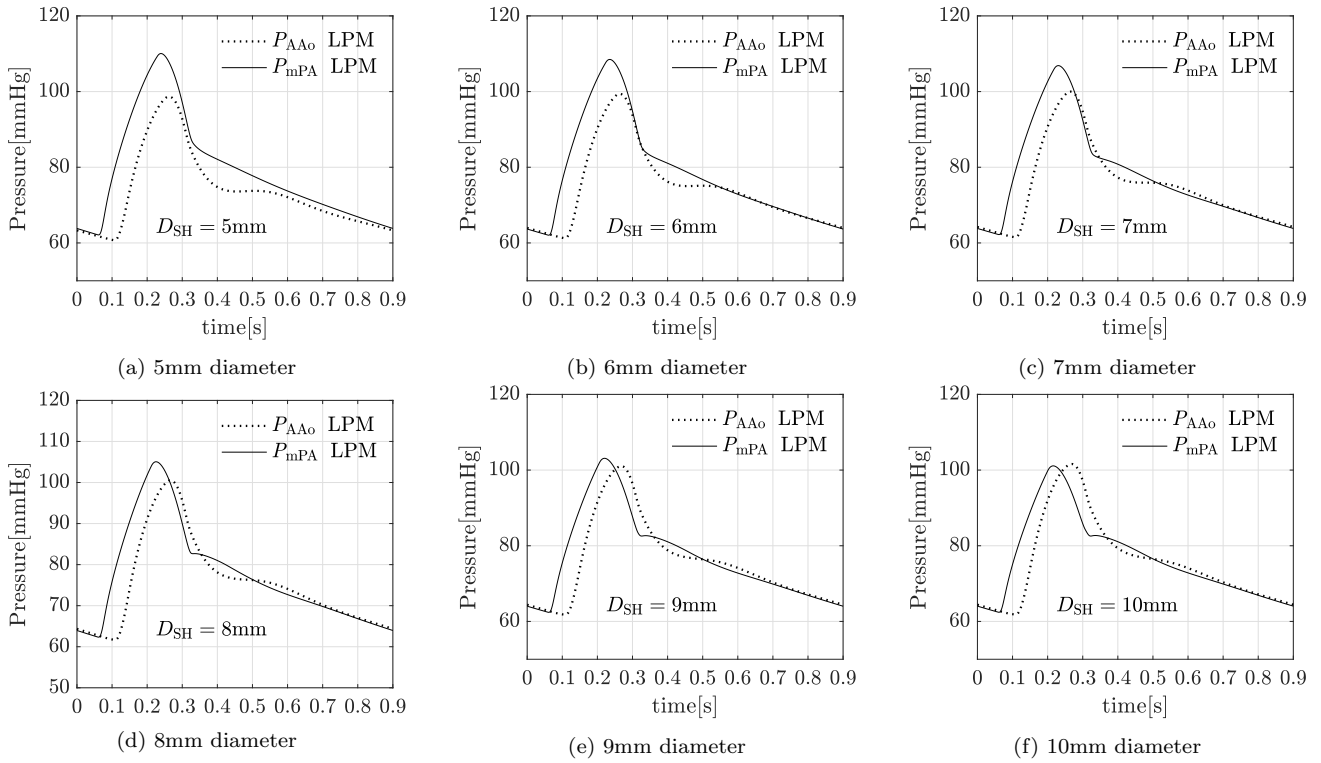 120
100
80
60
Pressure[mmHg]
P_AAo LPM
P_mPA LPM
D_SH = 5mm
0 0.1 0.2 0.3 0.4 0.5 0.6 0.7 0.8 0.9
time[s]
(a) 5mm diameter
120
100
80
60
Pressure[mmHg]
P_AAo LPM
P_mPA LPM
D_SH = 6mm
0 0.1 0.2 0.3 0.4 0.5 0.6 0.7 0.8 0.9
time[s]
(b) 6mm diameter
120
100
80
60
Pressure[mmHg]
P_AAo LPM
P_mPA LPM
D_SH = 7mm
0 0.1 0.2 0.3 0.4 0.5 0.6 0.7 0.8 0.9
time[s]
(c) 7mm diameter
120
110
100
90
80
70
60
50
Pressure[mmHg]
P_AAo LPM
P_mPA LPM
D_SH = 8mm
0 0.1 0.2 0.3 0.4 0.5 0.6 0.7 0.8 0.9
(d) 8mm diameter
120
100
80
60
Pressure[mmHg]
P_AAo LPM
P_mPA LPM
D_SH = 9mm
0 0.1 0.2 0.3 0.4 0.5 0.6 0.7 0.8 0.9
time[s]
(e) 9mm diameter
120
100
80
60
Pressure[mmHg]
P_AAo LPM
P_mPA LPM
D_SH = 10mm
0 0.1 0.2 0.3 0.4 0.5 0.6 0.7 0.8 0.9
time[s]
(f) 10mm diameter